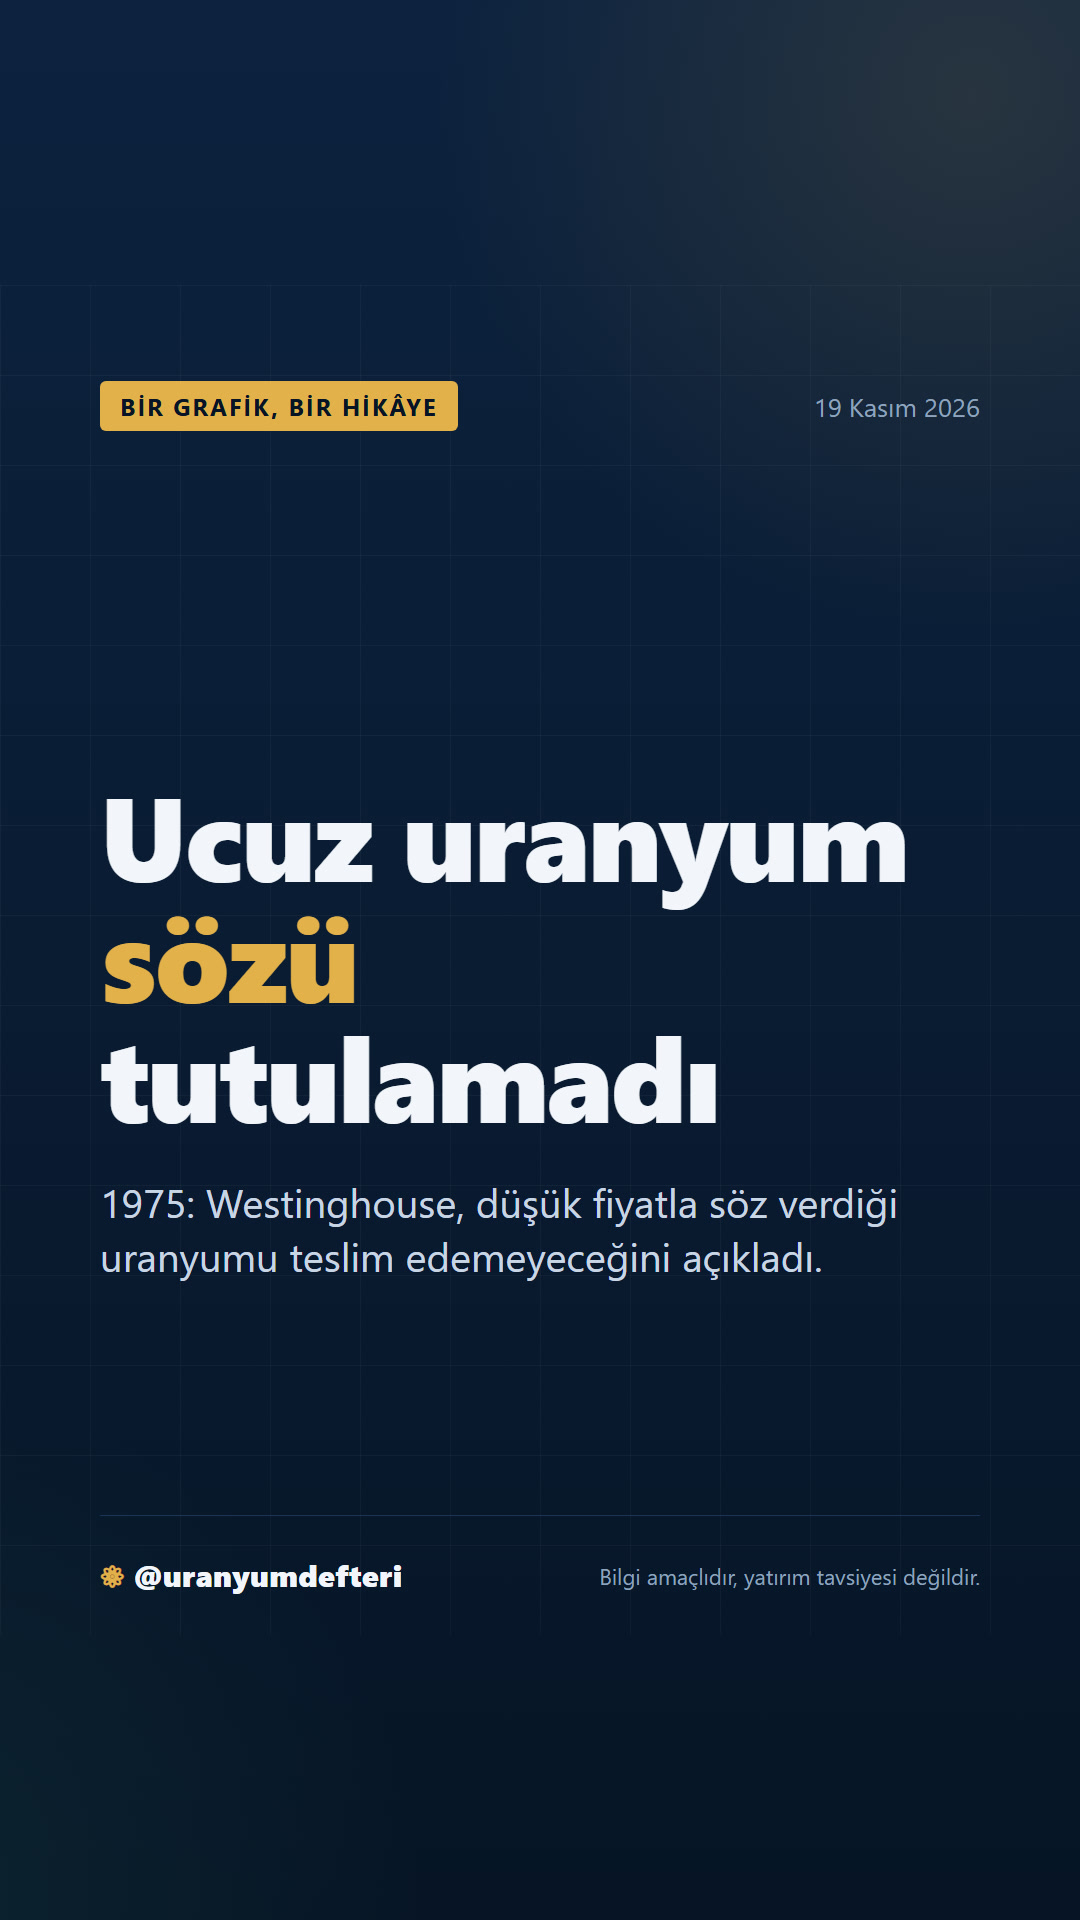 BİR GRAFİK, BİR HİKÂYE
19 Kasım 2026
Ucuz uranyum
sözü
tutulamadı
1975: Westinghouse, düşük fiyatla söz verdiği
uranyumu teslim edemeyeceğini açıkladı.
@uranyumdefteri
Bilgi amaçlıdır, yatırım tavsiyesi değildir.